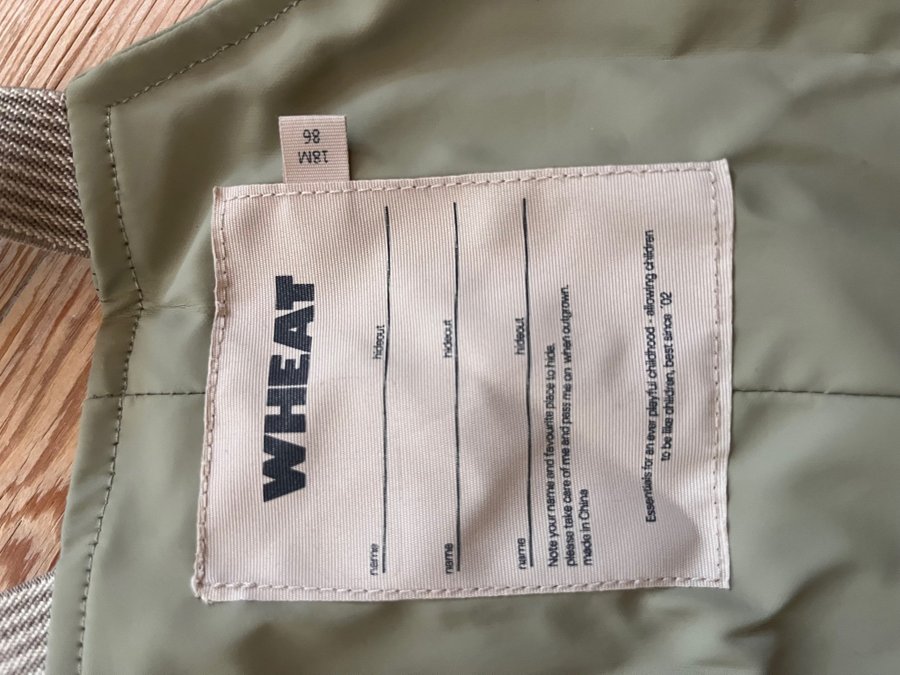 18M
86
WHEAT
name hideout
name hideout
name hideout
Note your name and favourite place to hide,
please take care of me and pass me on when outgrown.
made in China
Essentials for an ever playful childhood - allowing children
to be like children, best since ´02